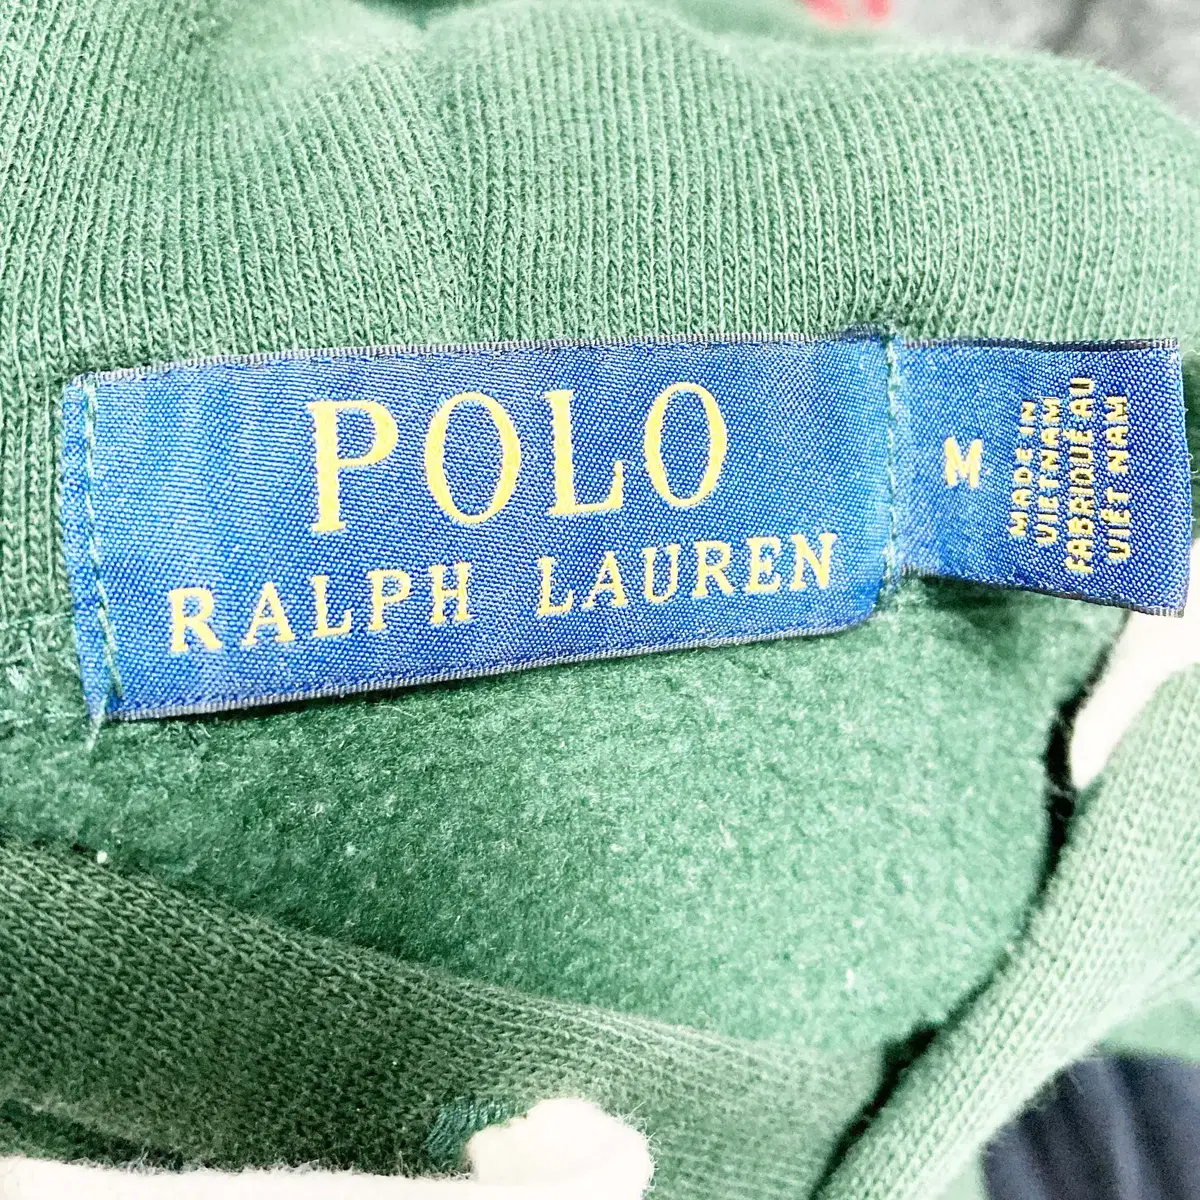 POLO
RALPH LAUREN
M
MADE IN
VIETNAM
FABRIQUÉ AU
VIÊT NAM